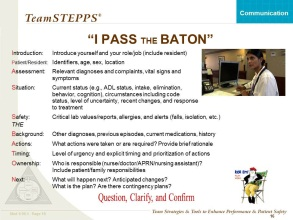 TeamSTEPPS®
Communication
“I PASS THE BATON”
Introduction: Introduce yourself and your role/job (include resident)
Patient/Resident: Identifiers, age, sex, location
Assessment: Relevant diagnoses and complaints, vital signs and
symptoms
Situation: Current status (e.g., ADL status, intake, elimination,
behavior, cognition), circumstances including code
status, level of uncertainty, recent changes, and response
to treatment
Safety: Critical lab values/reports, allergies, and alerts (falls, isolation, etc.)
THE
Background: Other diagnoses, previous episodes, current medications, history
Actions: What actions were taken or are required? Provide brief rationale
Timing: Level of urgency and explicit timing and prioritization of actions
Ownership: Who is responsible (nurse/doctor/APRN/nursing assistant)?
Include patient/family responsibilities
Next: What will happen next? Anticipated changes?
What is the plan? Are there contingency plans?
Question, Clarify, and Confirm
Team Strategies & Tools to Enhance Performance & Patient Safety